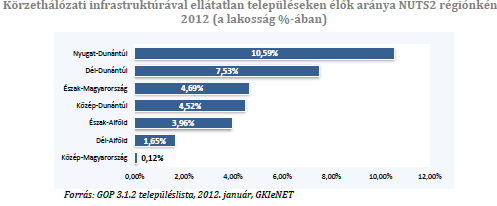 Körzethálózati infrastruktúrával ellátatlan településeken élők aránya NUTS2 régiónkén
2012 (a lakosság %-ában)
Nyugat-Dunántúl 10,59%
Dél-Dunántúl 7,53%
Észak-Magyarország 4,69%
Közép-Dunántúl 4,52%
Észak-Alföld 3,96%
Dél-Alföld 1,65%
Közép-Magyarország 0,12%
0,00% 2,00% 4,00% 6,00% 8,00% 10,00% 12,00%
Forrás: GOP 3.1.2 településlista, 2012. január, GKIeNET